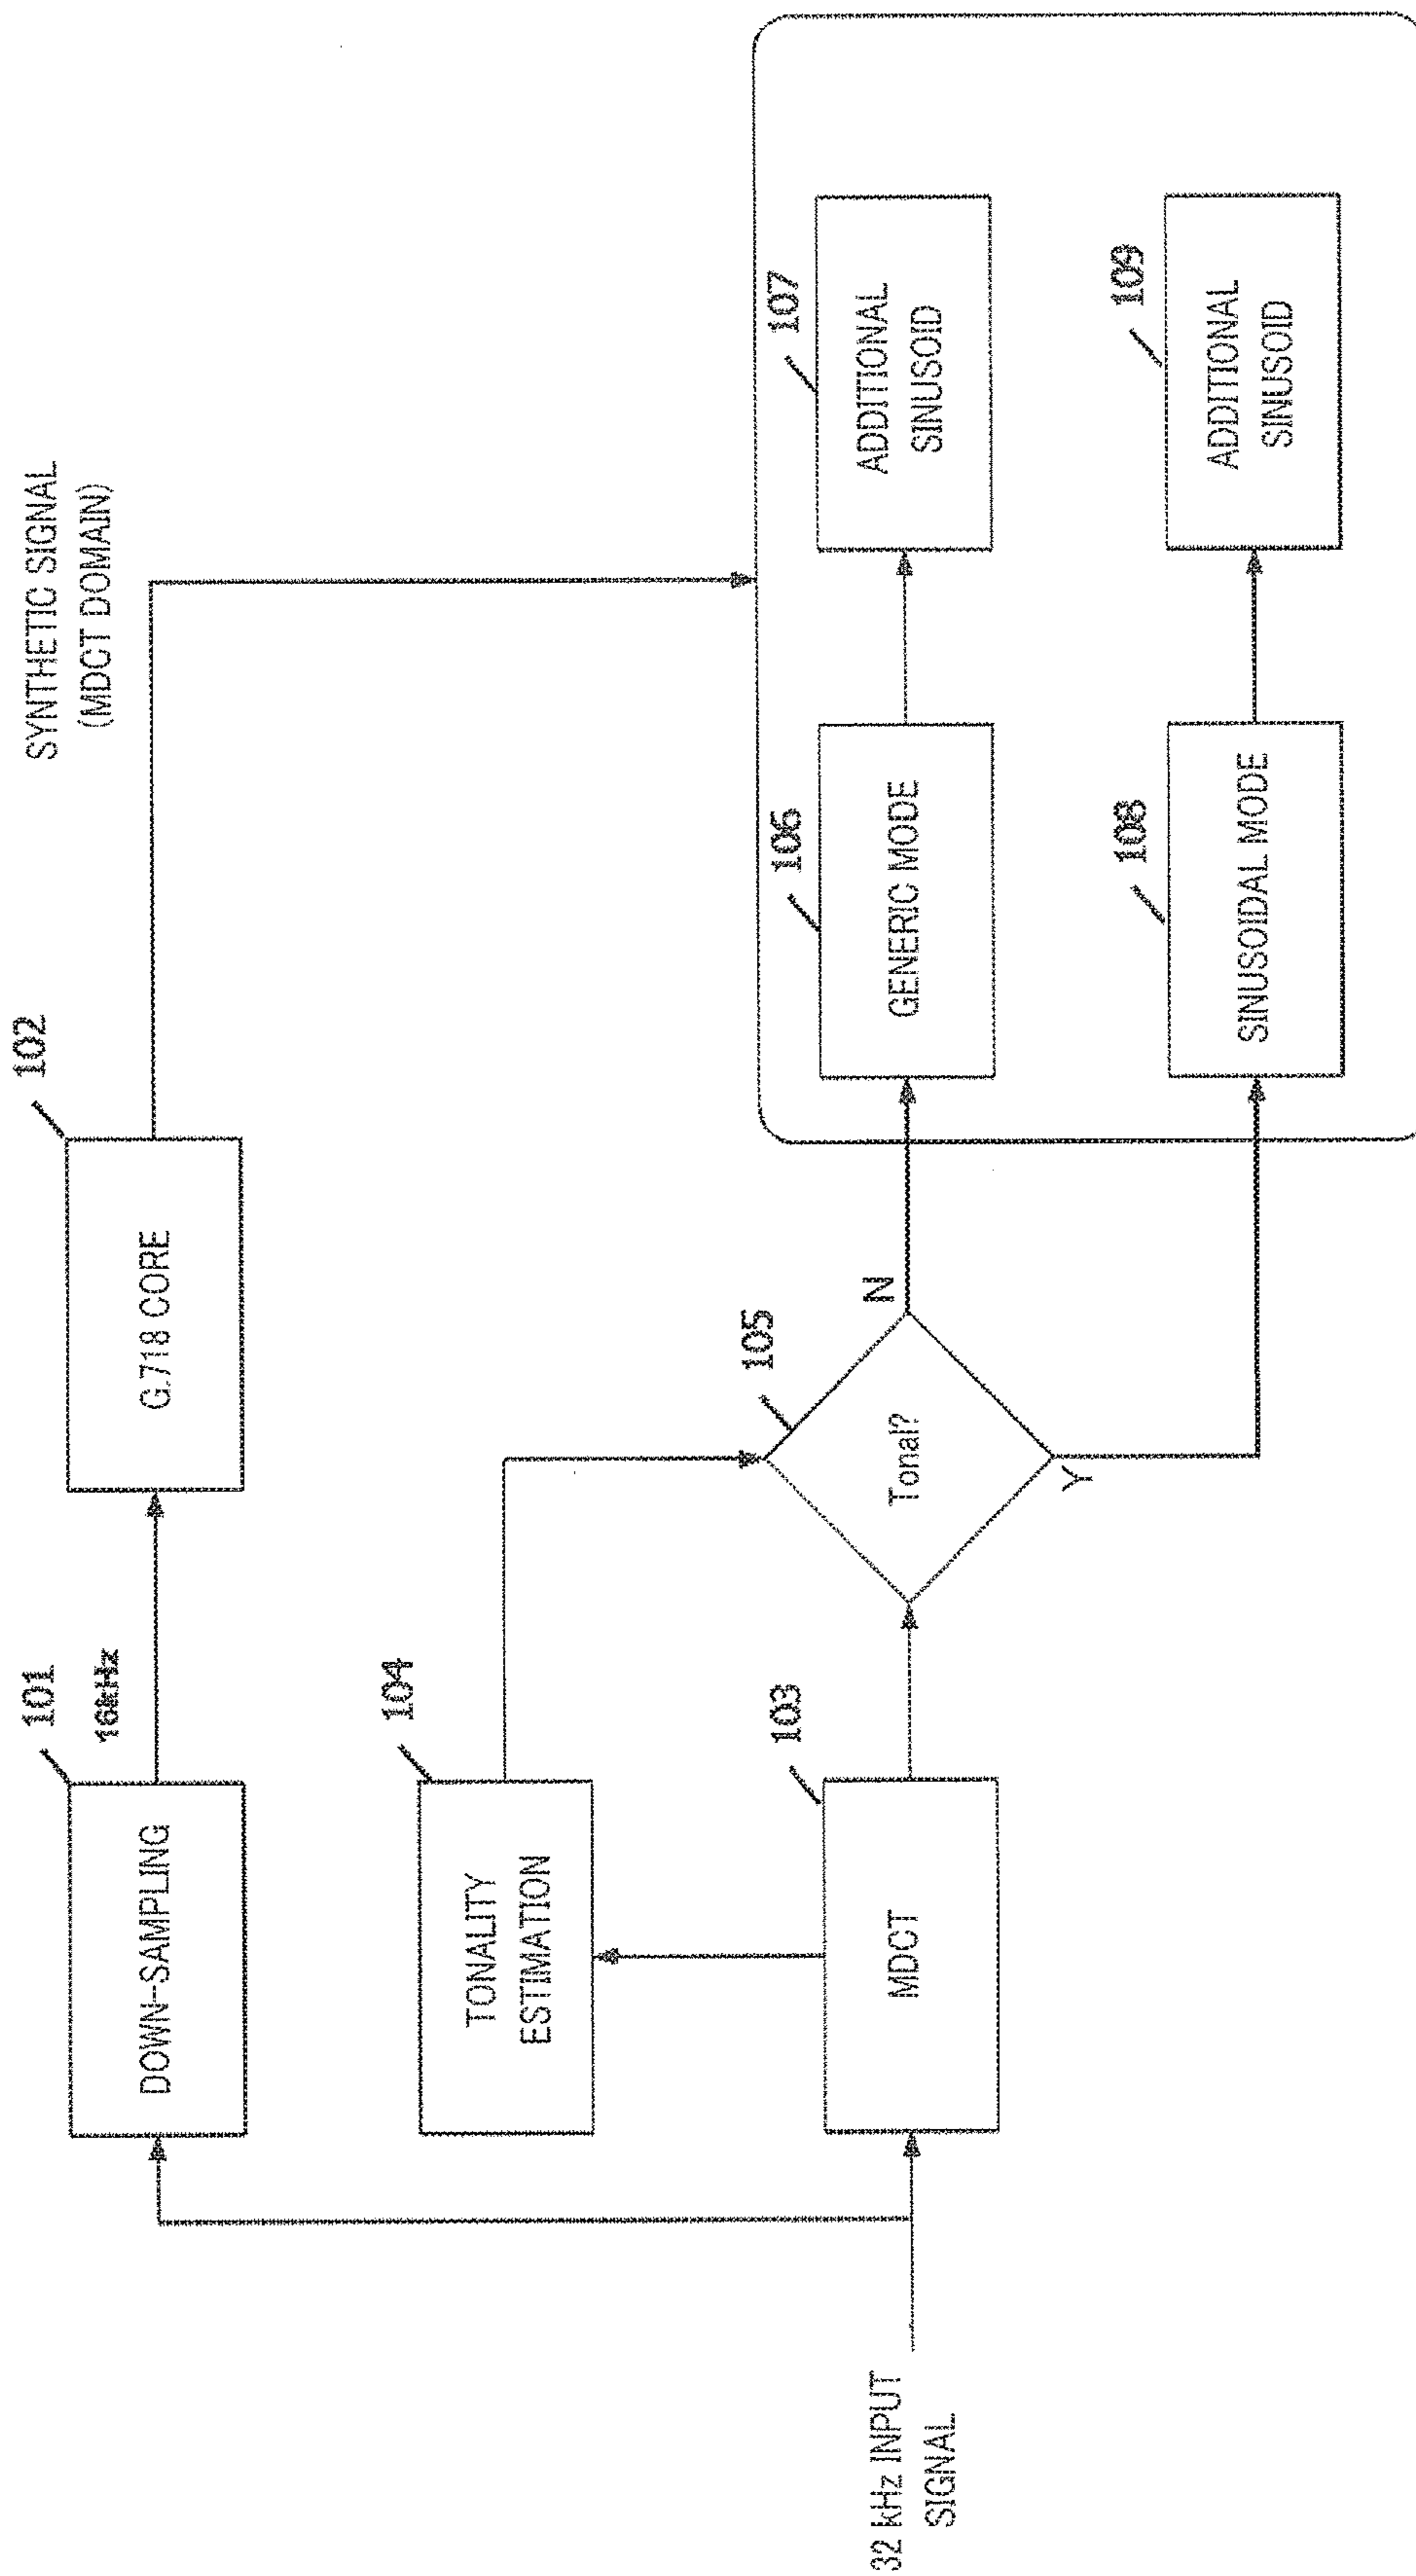 32 kHz INPUT
SIGNAL
101
DOWN-SAMPLING
16kHz
102
G.718 CORE
SYNTHETIC SIGNAL
(MDCT DOMAIN)
104
TONALITY
ESTIMATION
103
MDCT
105
Tonal?
N
Y
106
GENERIC MODE
107
ADDITIONAL
SINUSOID
108
SINUSOIDAL MODE
109
ADDITIONAL
SINUSOID